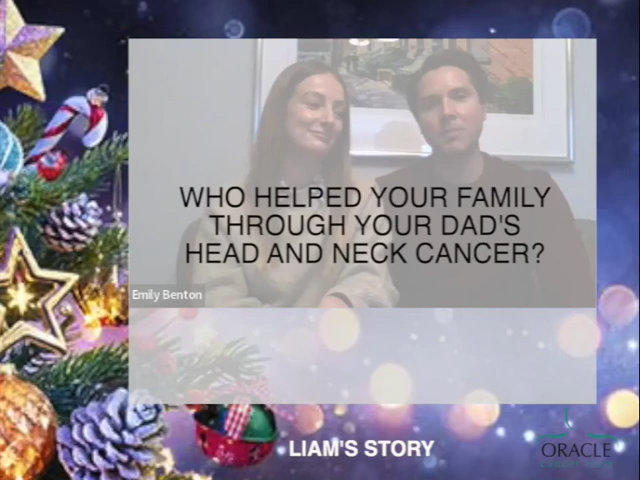 WHO HELPED YOUR FAMILY
THROUGH YOUR DAD'S
HEAD AND NECK CANCER?
Emily Benton
LIAM'S STORY
ORACLE